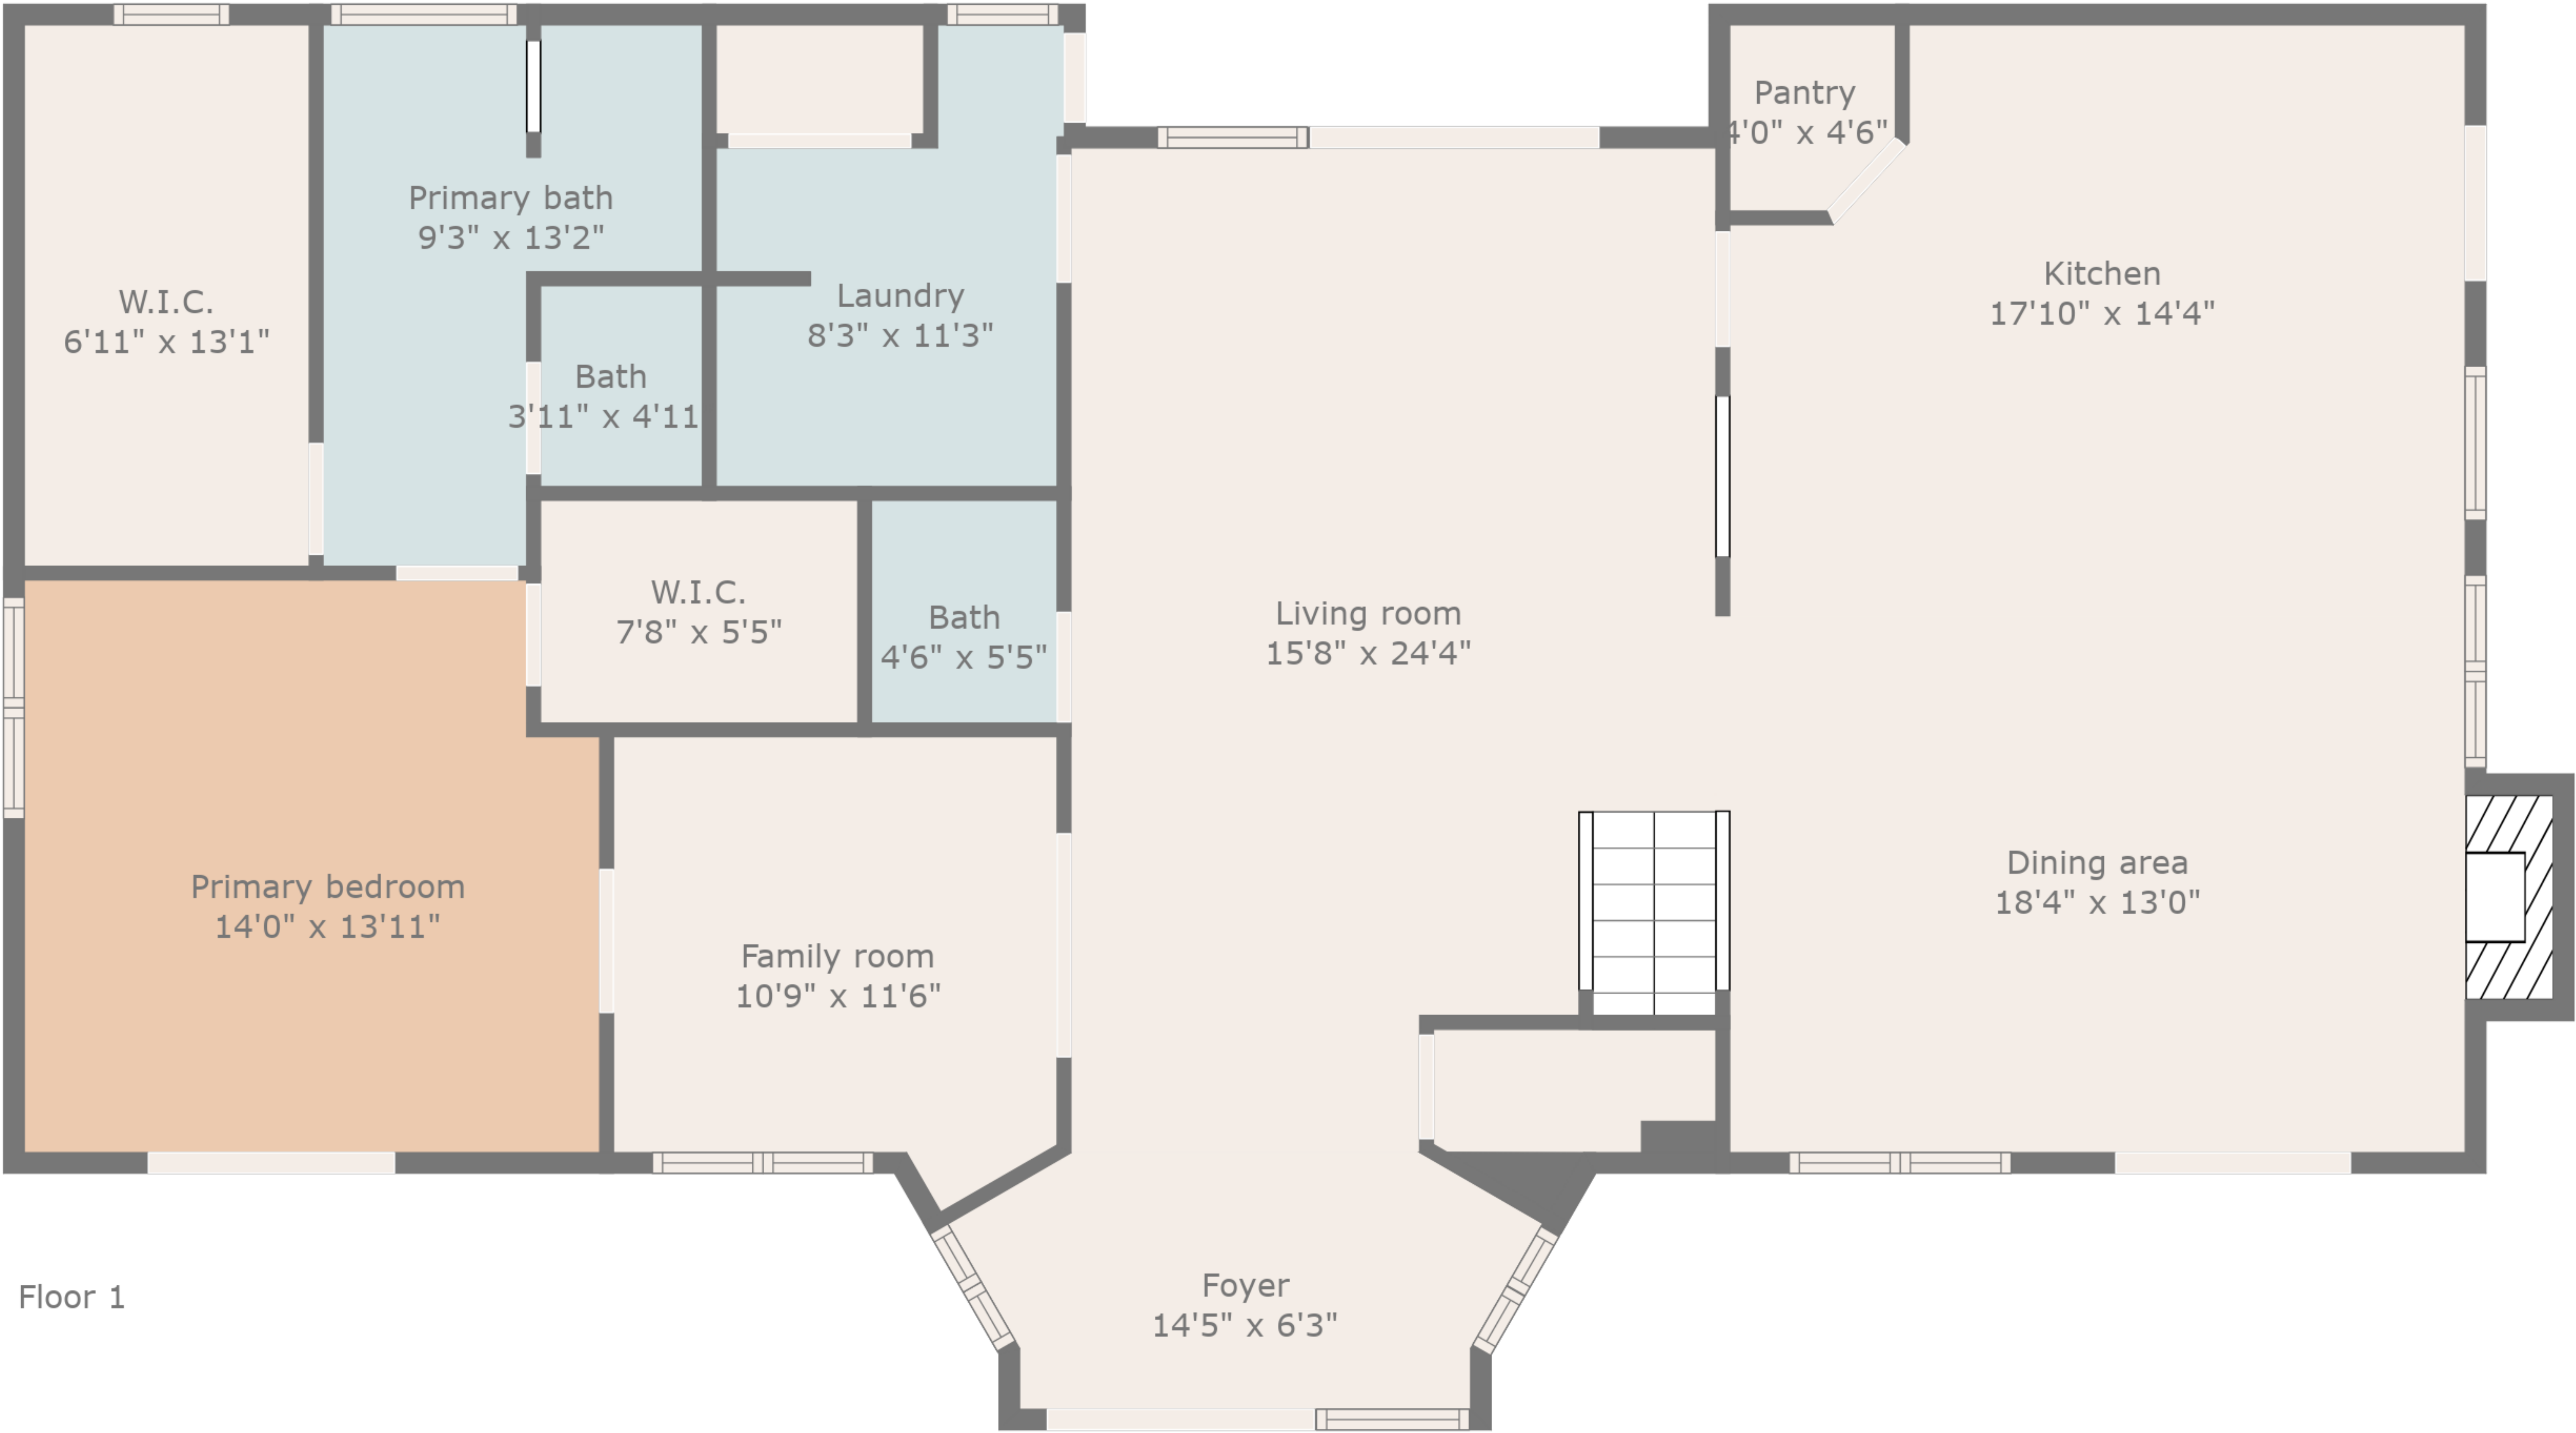 Pantry
4'0" x 4'6"
Primary bath
9'3" x 13'2"
Kitchen
17'10" x 14'4"
W.I.C.
6'11" x 13'1"
Laundry
8'3" x 11'3"
Bath
3'11" x 4'11
W.I.C.
7'8" x 5'5"
Bath
4'6" x 5'5"
Living room
15'8" x 24'4"
Primary bedroom
14'0" x 13'11"
Dining area
18'4" x 13'0"
Family room
10'9" x 11'6"
Foyer
14'5" x 6'3"
Floor 1